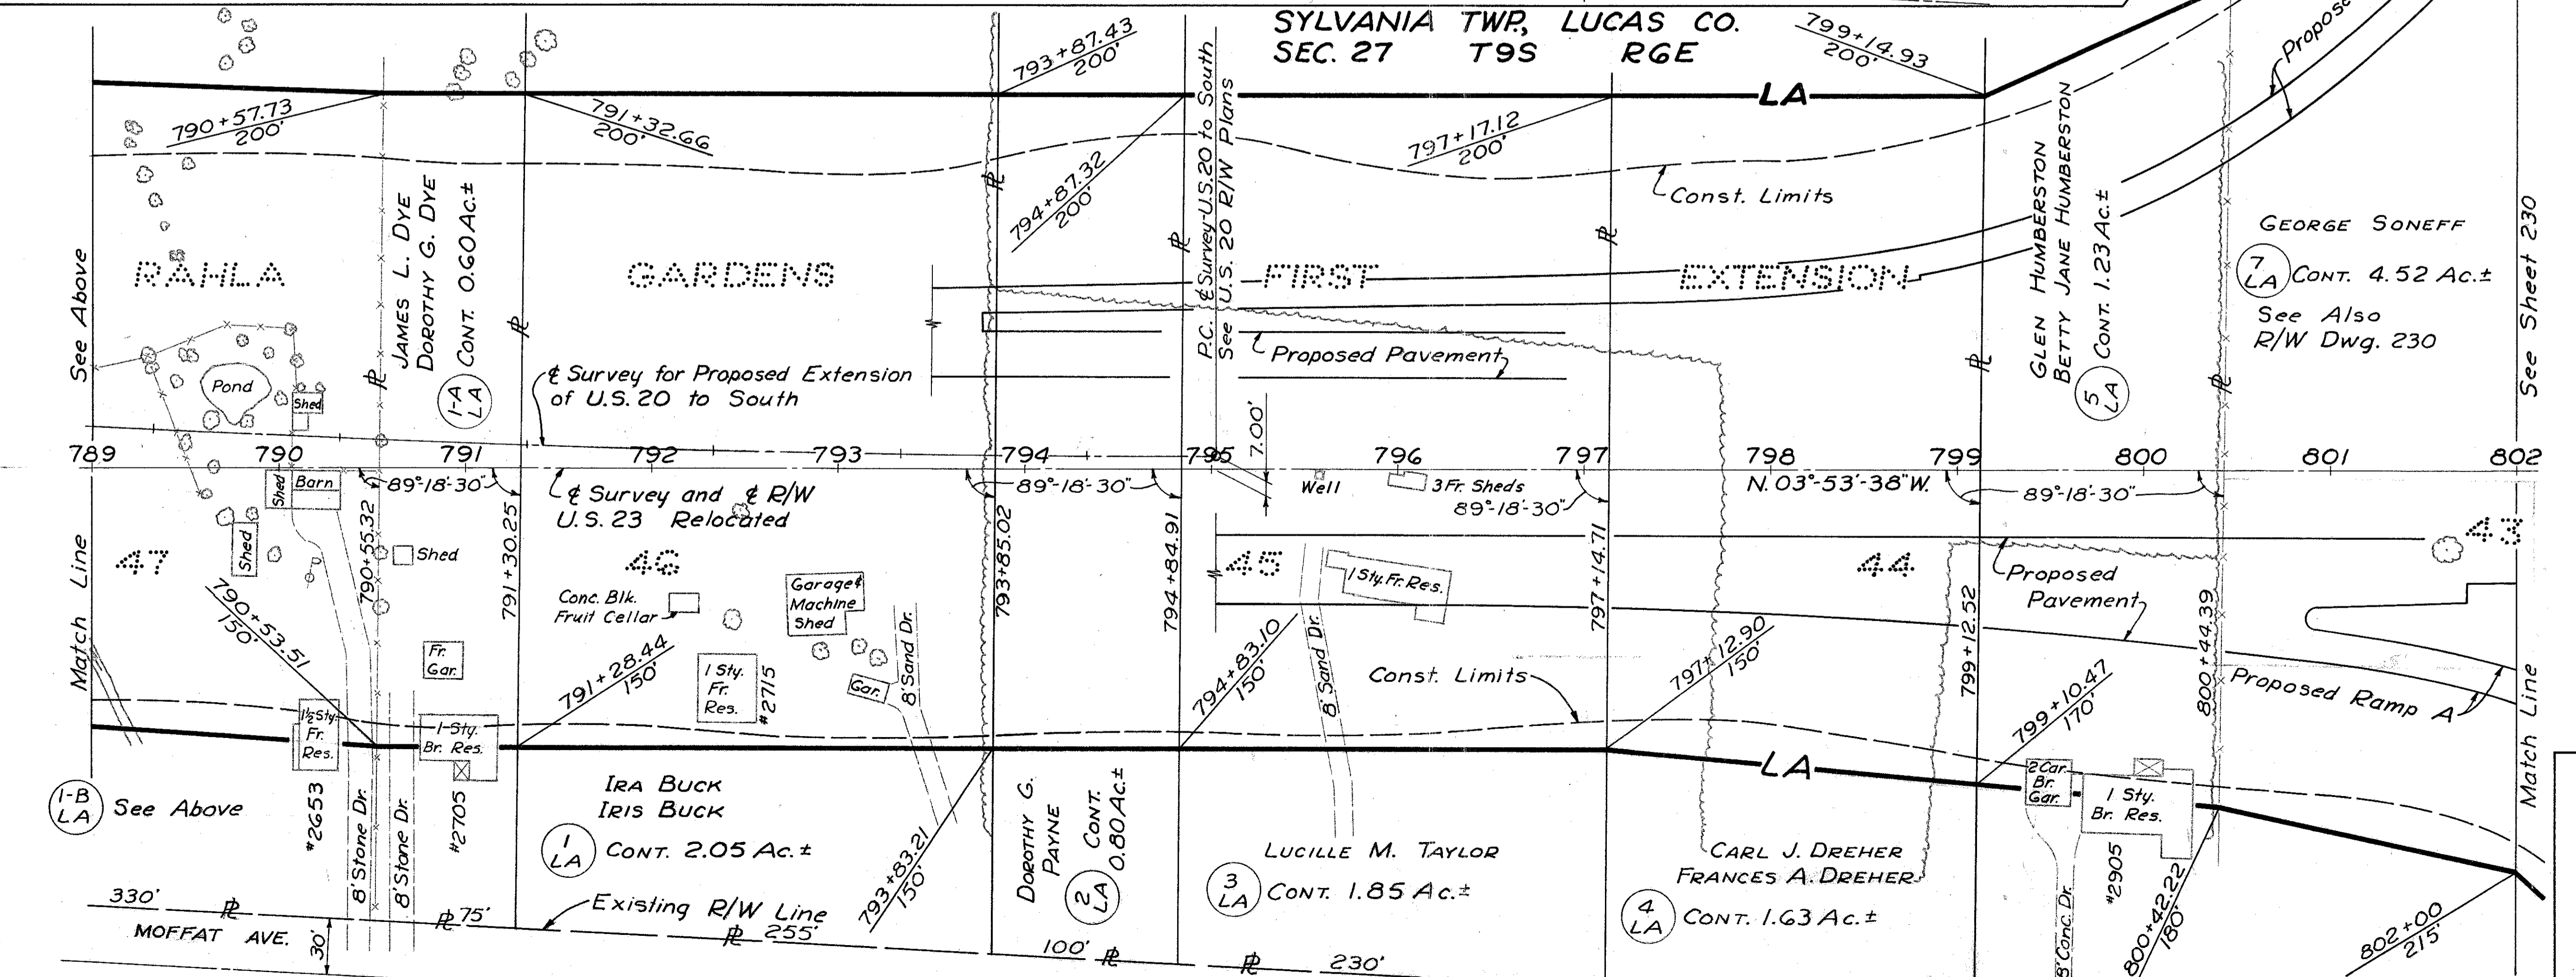 SYLVANIA TWP., LUCAS CO.
SEC. 27 T9S R6E
790+57.73
200'
791+32.66
200'
793+87.43
200'
794+87.32
200'
797+17.12
200'
799+14.93
200'
LA
Const. Limits
See Above
RAHLA GARDENS FIRST EXTENSION
JAMES L. DYE
DOROTHY G. DYE
1-A
LA
CONT. 0.60 Ac.±
P.C. ℄ Survey-U.S.20 to South
See U.S. 20 R/W Plans
GLEN HUMBERSTON
BETTY JANE HUMBERSTON
5
LA
CONT. 1.23 Ac.±
GEORGE SONEFF
7
LA
CONT. 4.52 Ac.±
See Also
R/W Dwg. 230
See Sheet 230
Pond
Shed
℄ Survey for Proposed Extension
of U.S. 20 to South
Proposed Pavement
7.00'
789 790 791 792 793 794 795 796 797 798 799 800 801 802
Shed
Barn
89°-18'-30"
℄ Survey and ℄ R/W
U.S. 23 Relocated
89°-18'-30"
Well
3 Fr. Sheds
89°-18'-30"
N. 03°-53'-38" W.
89°-18'-30"
47 46 45 44 43
Match Line
Shed
790+55.32
Shed
791+30.25
793+85.02
794+84.91
797+14.71
799+12.52
800+44.39
Conc. Blk.
Fruit Cellar
Garage &
Machine
Shed
1 Sty. Fr. Res.
Proposed
Pavement
790+53.51
150'
Fr.
Gar.
791+28.44
150'
1 Sty.
Fr.
Res.
#2715
Gar.
8' Sand Dr.
794+83.10
150'
8' Sand Dr.
Const. Limits
797+12.90
150'
799+10.47
170'
Proposed Ramp A
Match Line
1½ Sty.
Fr.
Res.
1-Sty.
Br. Res.
LA
2 Car
Br.
Gar.
1 Sty.
Br. Res.
1-B
LA
See Above
#2653
8' Stone Dr.
8' Stone Dr.
#2705
IRA BUCK
IRIS BUCK
1
LA
CONT. 2.05 Ac.±
793+83.21
150'
DOROTHY G.
PAYNE
2
LA
CONT.
0.80 Ac.±
LUCILLE M. TAYLOR
3
LA
CONT. 1.85 Ac.±
CARL J. DREHER
FRANCES A. DREHER
4
LA
CONT. 1.63 Ac.±
8' Conc. Dr.
#2905
800+42.22
180'
802+00
215'
330'
75'
Existing R/W Line
255'
100'
230'
MOFFAT AVE.
30'